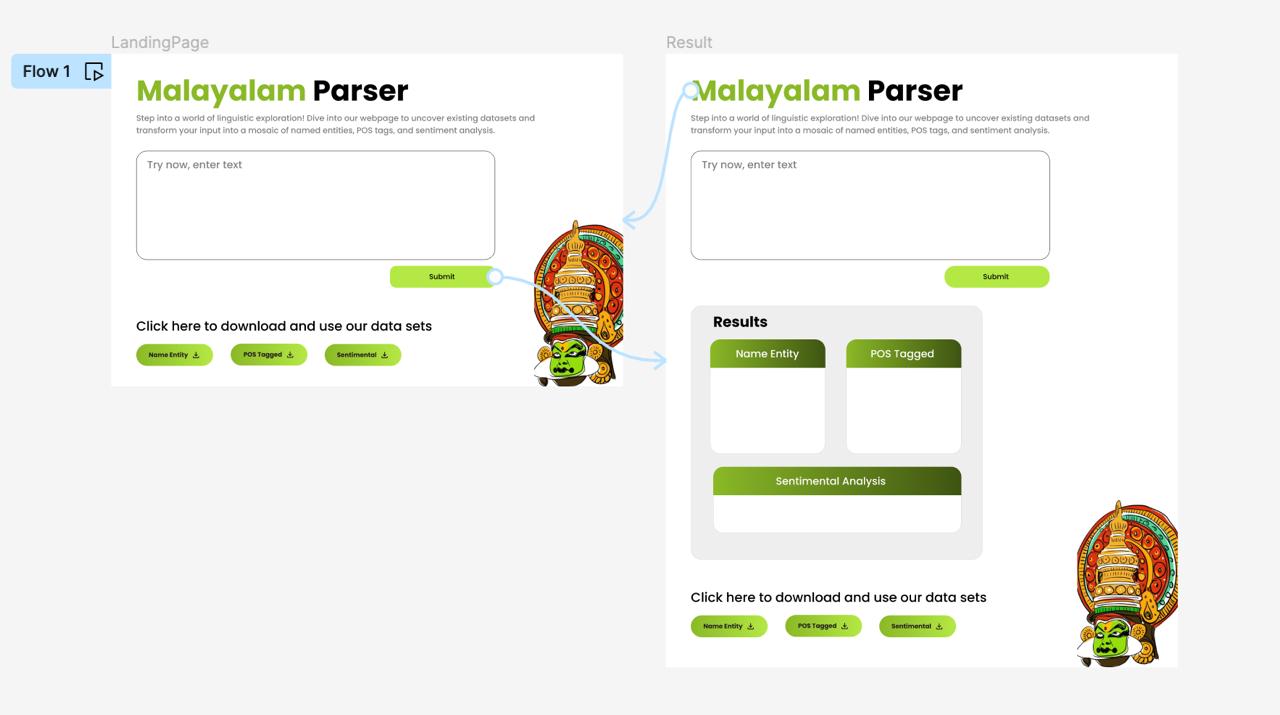 LandingPage
Flow 1
Malayalam Parser
Step into a world of linguistic exploration! Dive into our webpage to uncover existing datasets and
transform your input into a mosaic of named entities, POS tags, and sentiment analysis.
Try now, enter text
Submit
Click here to download and use our data sets
Name Entity
POS Tagged
Sentimental
Result
Malayalam Parser
Step into a world of linguistic exploration! Dive into our webpage to uncover existing datasets and
transform your input into a mosaic of named entities, POS tags, and sentiment analysis.
Try now, enter text
Submit
Results
Name Entity
POS Tagged
Sentimental Analysis
Click here to download and use our data sets
Name Entity
POS Tagged
Sentimental